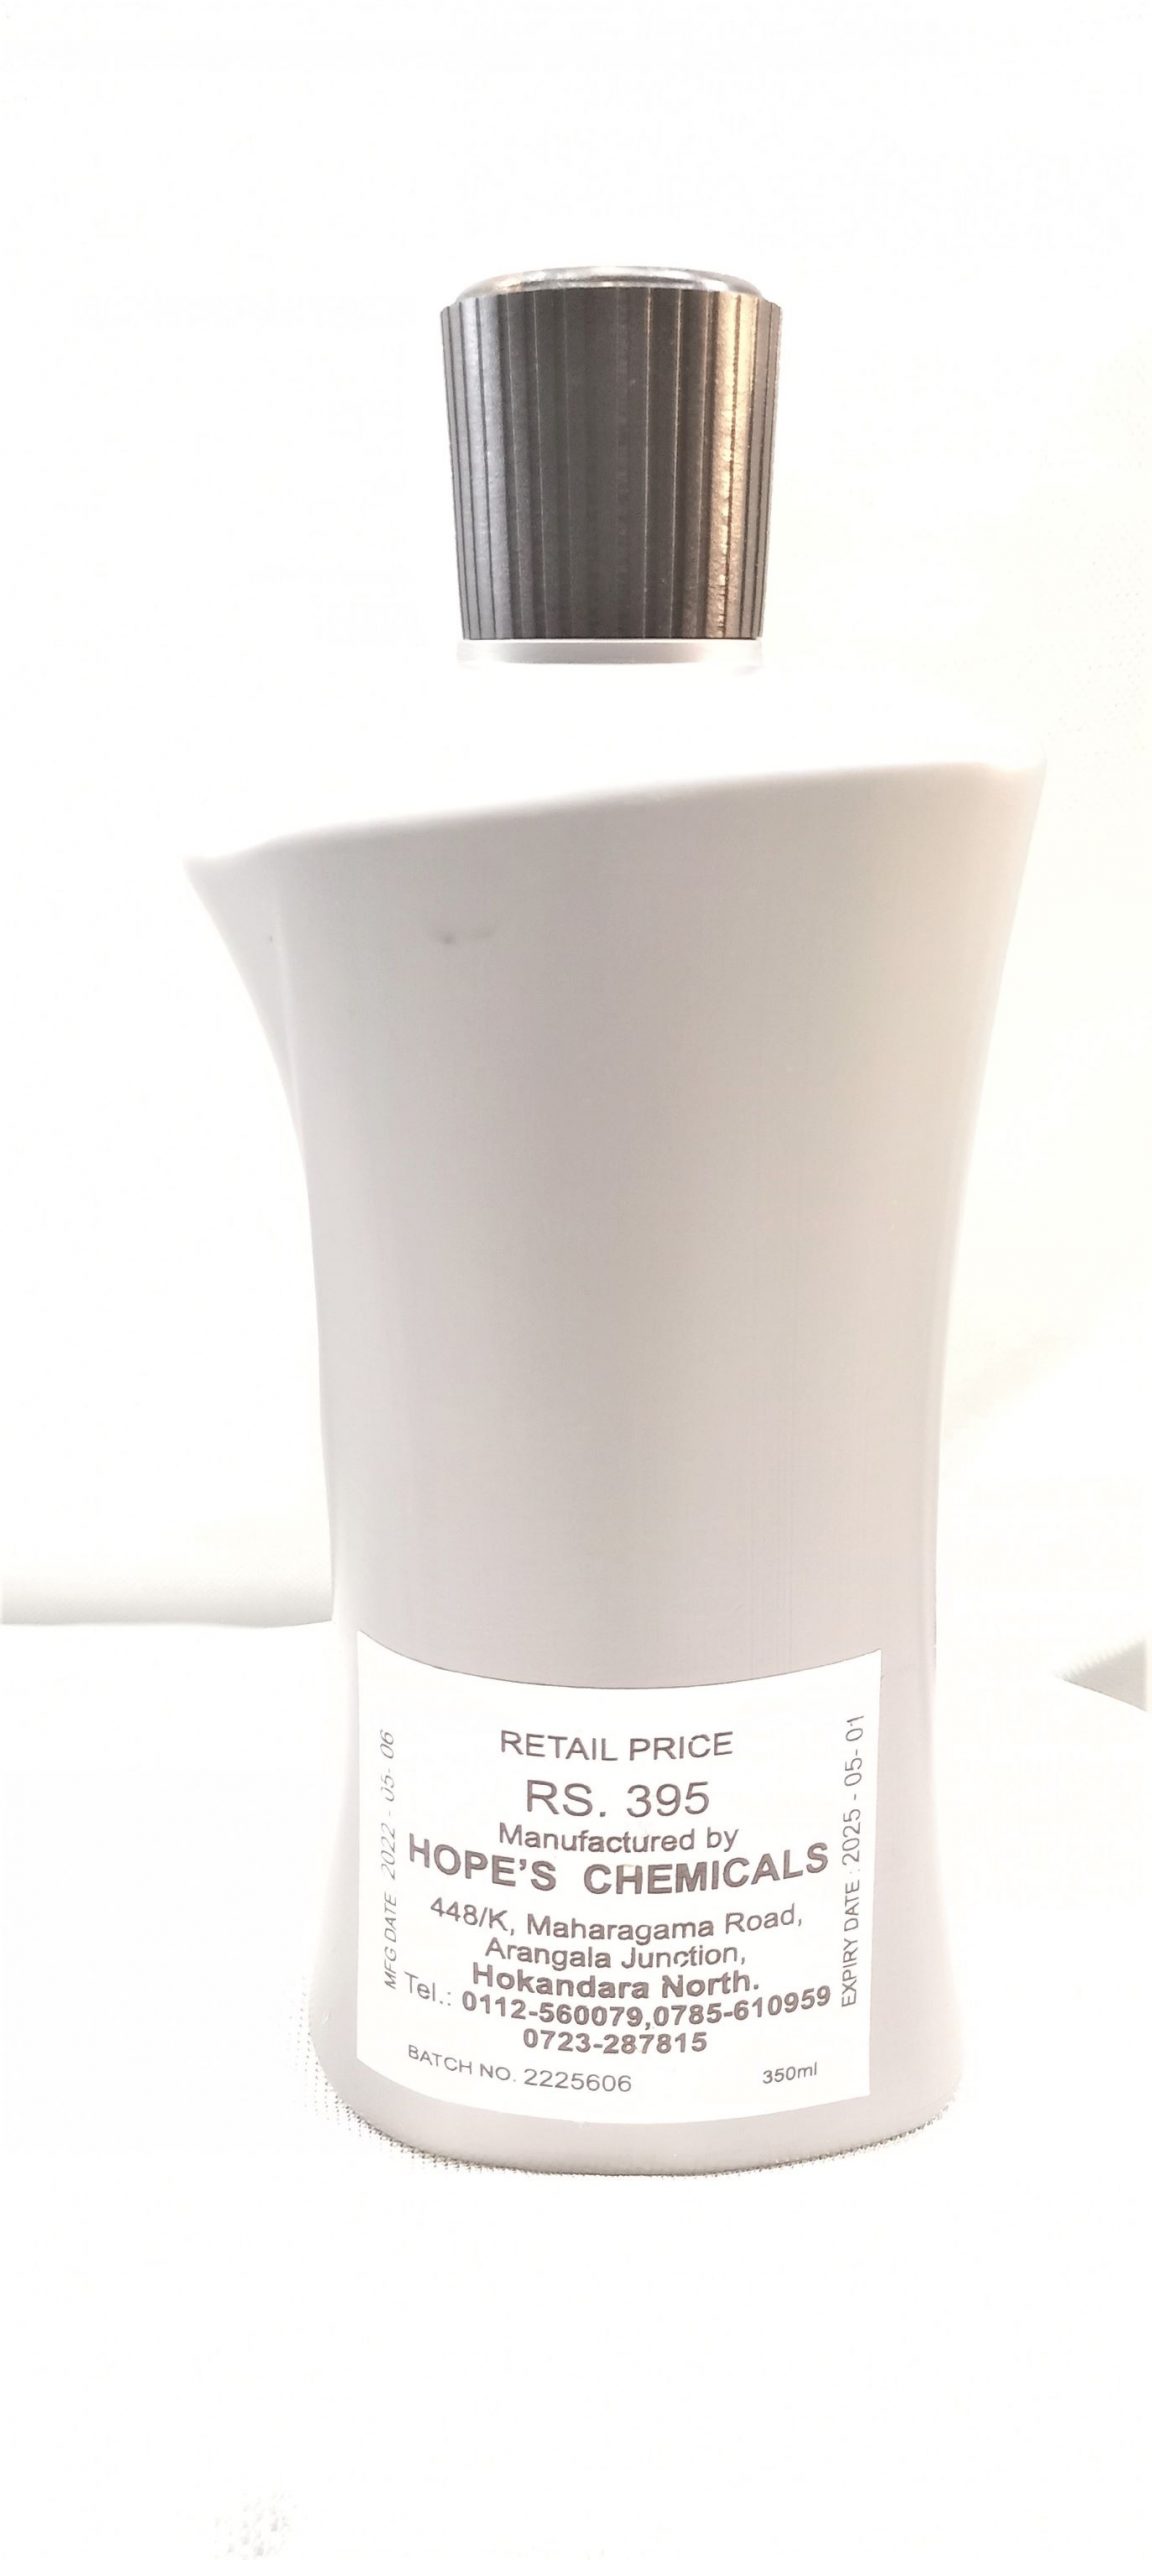 RETAIL PRICE
RS. 395
Manufactured by
HOPE'S CHEMICALS
448/K, Maharagama Road,
Arangala Junction,
Hokandara North.
Tel.: 0112-560079,0785-610959
0723-287815
BATCH NO. 2225606
350ml
MFG DATE 2022 - 05- 06
EXPIRY DATE : 2025 - 05- 01